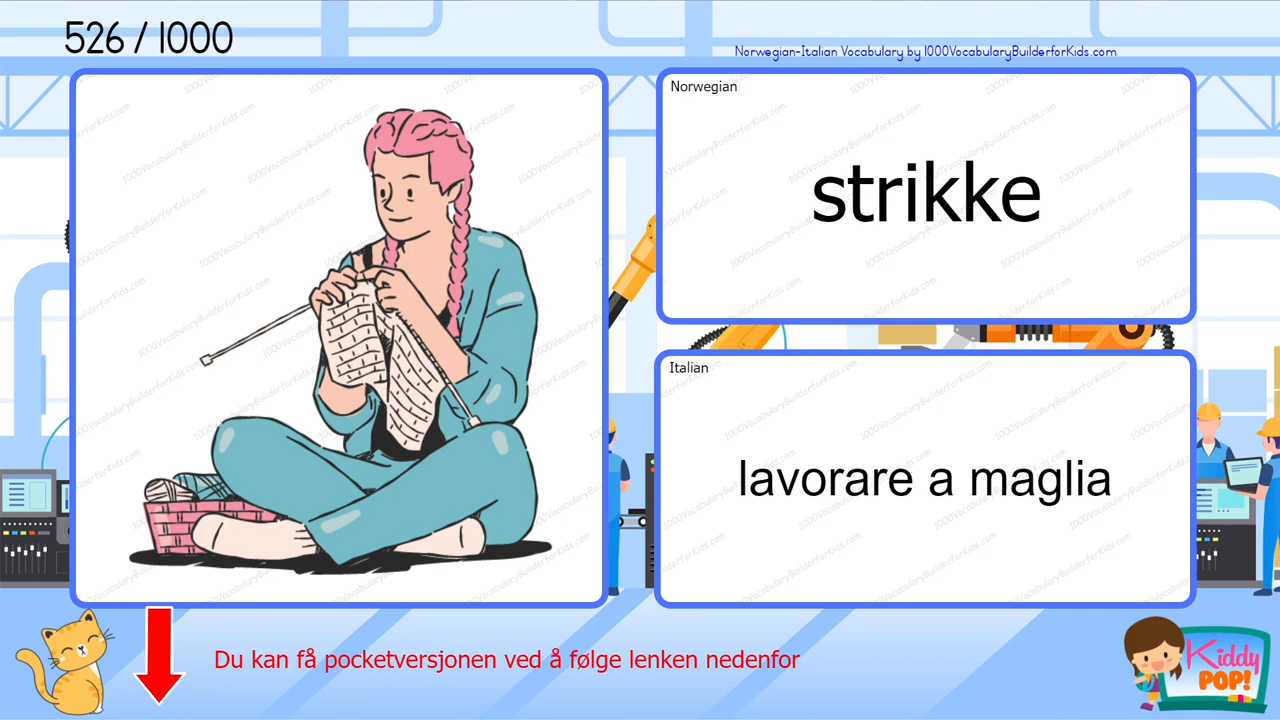 526 / 1000
Norwegian-Italian Vocabulary by 1000VocabularyBuilderforKids.com
Norwegian
strikke
Italian
lavorare a maglia
Du kan få pocketversjonen ved å følge lenken nedenfor
Kiddy
POP!